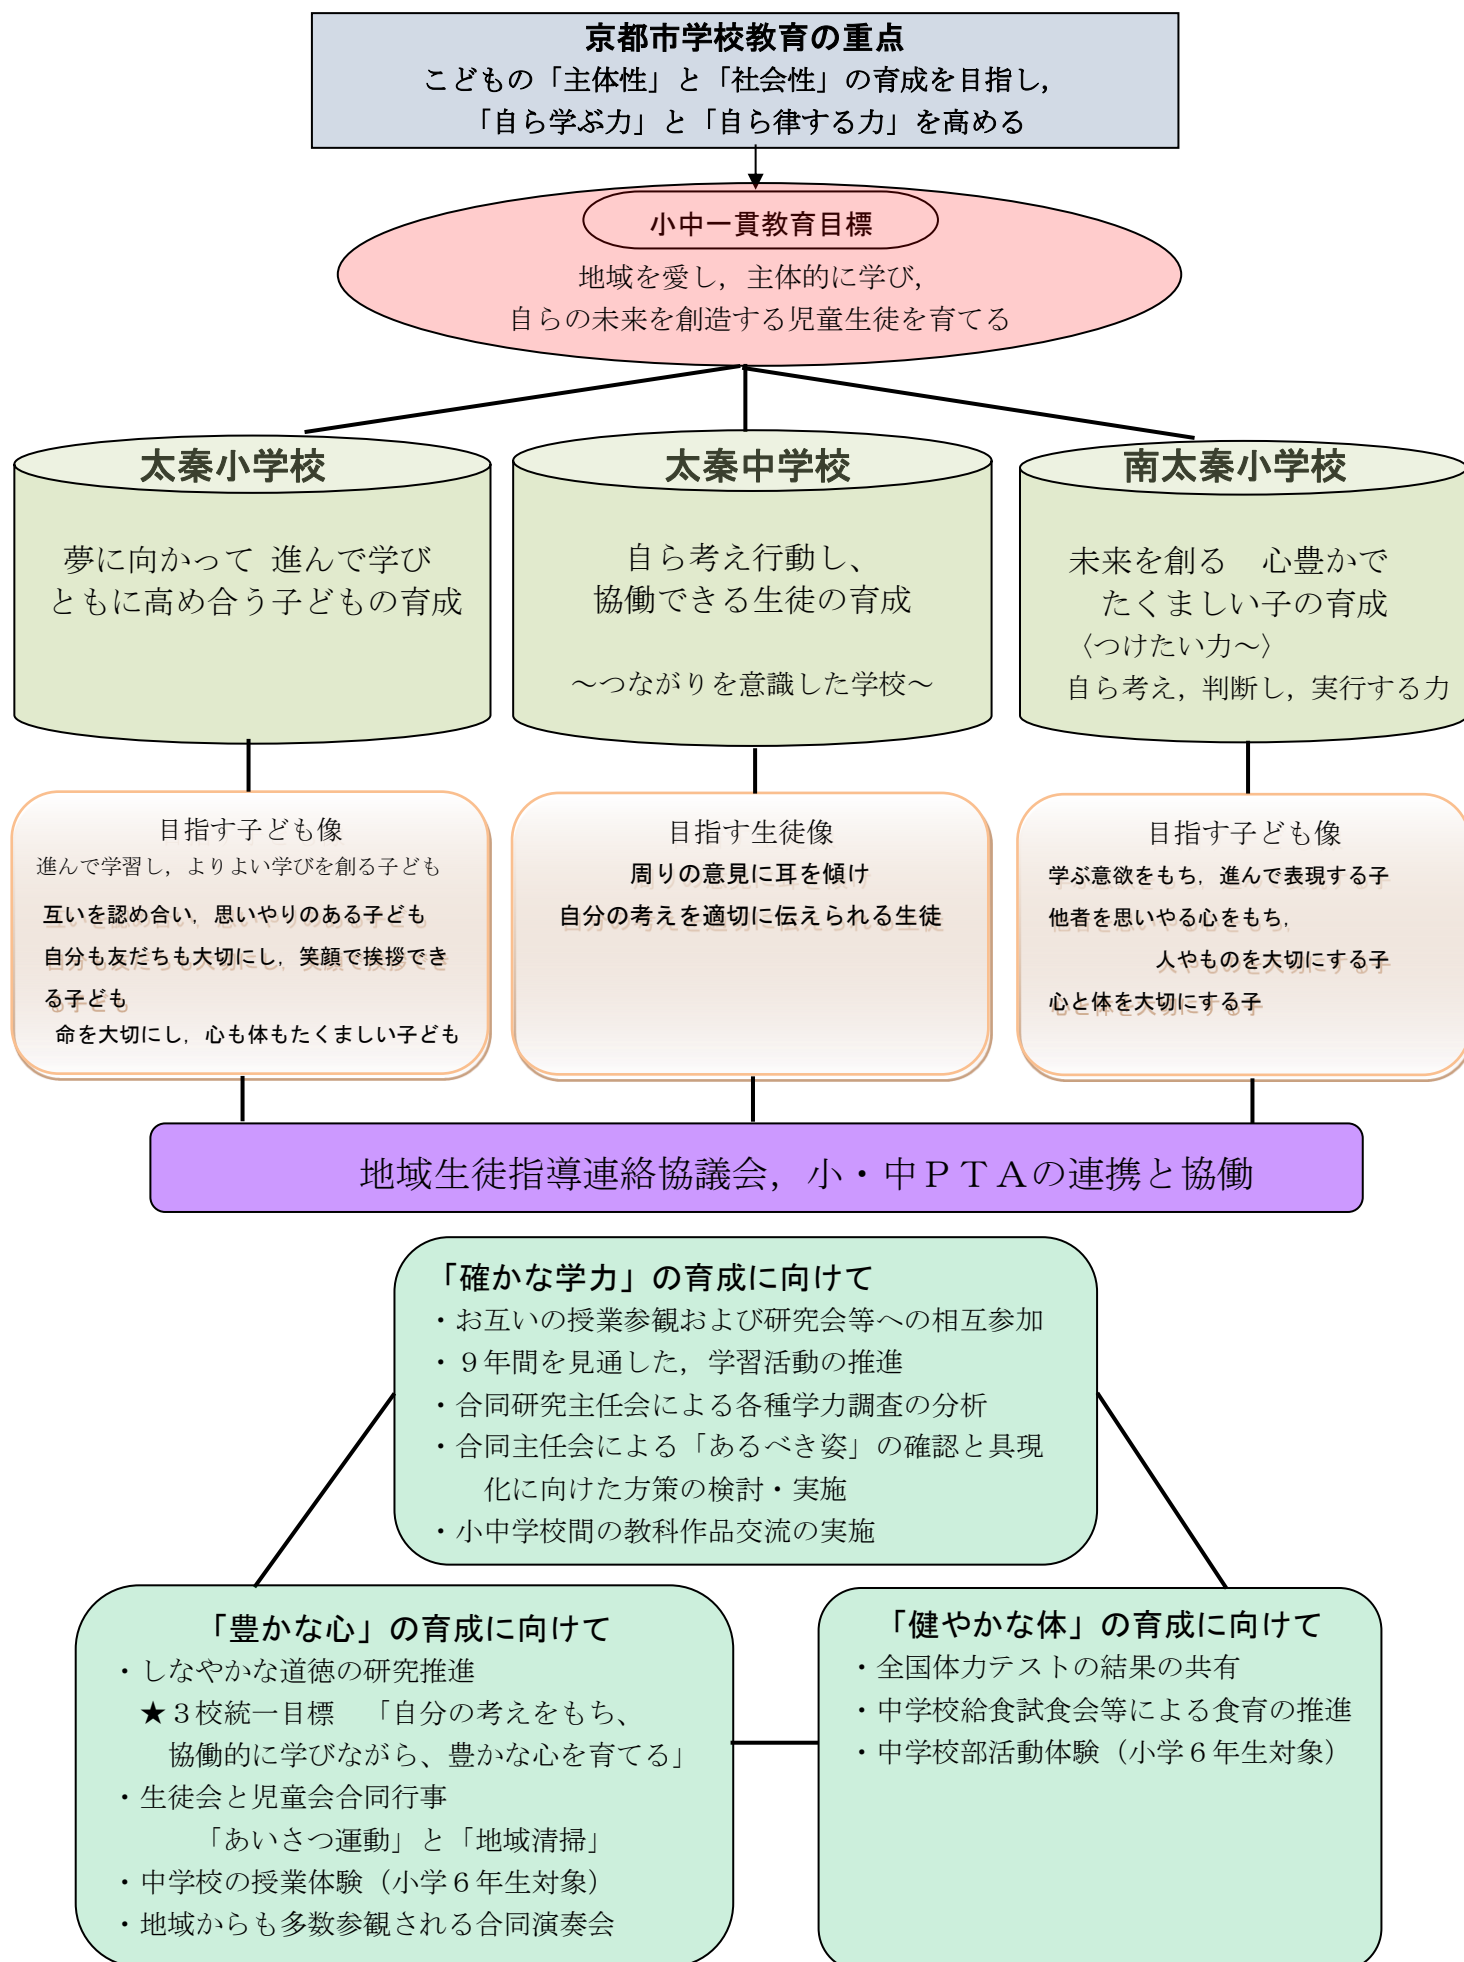 京都市学校教育の重点
こどもの「主体性」と「社会性」の育成を目指し，
「自ら学ぶ力」と「自ら律する力」を高める
小中一貫教育目標
地域を愛し，主体的に学び，
自らの未来を創造する児童生徒を育てる
太秦小学校
夢に向かって 進んで学び
ともに高め合う子どもの育成
太秦中学校
自ら考え行動し、
協働できる生徒の育成
～つながりを意識した学校～
南太秦小学校
未来を創る　心豊かで
たくましい子の育成
〈つけたい力～〉
自ら考え，判断し，実行する力
目指す子ども像
進んで学習し，よりよい学びを創る子ども
互いを認め合い，思いやりのある子ども
自分も友だちも大切にし，笑顔で挨拶でき
る子ども
命を大切にし，心も体もたくましい子ども
目指す生徒像
周りの意見に耳を傾け
自分の考えを適切に伝えられる生徒
目指す子ども像
学ぶ意欲をもち，進んで表現する子
他者を思いやる心をもち，
人やものを大切にする子
心と体を大切にする子
地域生徒指導連絡協議会，小・中ＰＴＡの連携と協働
「確かな学力」の育成に向けて
・お互いの授業参観および研究会等への相互参加
・９年間を見通した，学習活動の推進
・合同研究主任会による各種学力調査の分析
・合同主任会による「あるべき姿」の確認と具現
化に向けた方策の検討・実施
・小中学校間の教科作品交流の実施
「豊かな心」の育成に向けて
・しなやかな道徳の研究推進
★３校統一目標　「自分の考えをもち、
協働的に学びながら、豊かな心を育てる」
・生徒会と児童会合同行事
「あいさつ運動」と「地域清掃」
・中学校の授業体験（小学６年生対象）
・地域からも多数参観される合同演奏会
「健やかな体」の育成に向けて
・全国体力テストの結果の共有
・中学校給食試食会等による食育の推進
・中学校部活動体験（小学６年生対象）